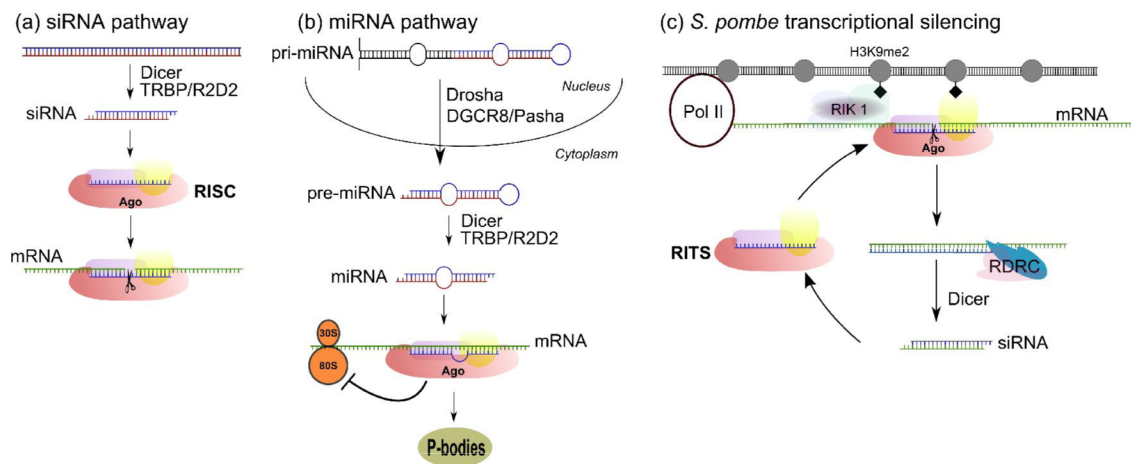 (a) siRNA pathway
Dicer
TRBP/R2D2
siRNA
RISC
Ago
mRNA
(b) miRNA pathway
pri-miRNA
Nucleus
Drosha
DGCR8/Pasha
Cytoplasm
pre-miRNA
Dicer
TRBP/R2D2
miRNA
30S
80S
mRNA
Ago
P-bodies
(c) S. pombe transcriptional silencing
H3K9me2
Pol II
RIK 1
mRNA
Ago
RITS
RDRC
Dicer
siRNA